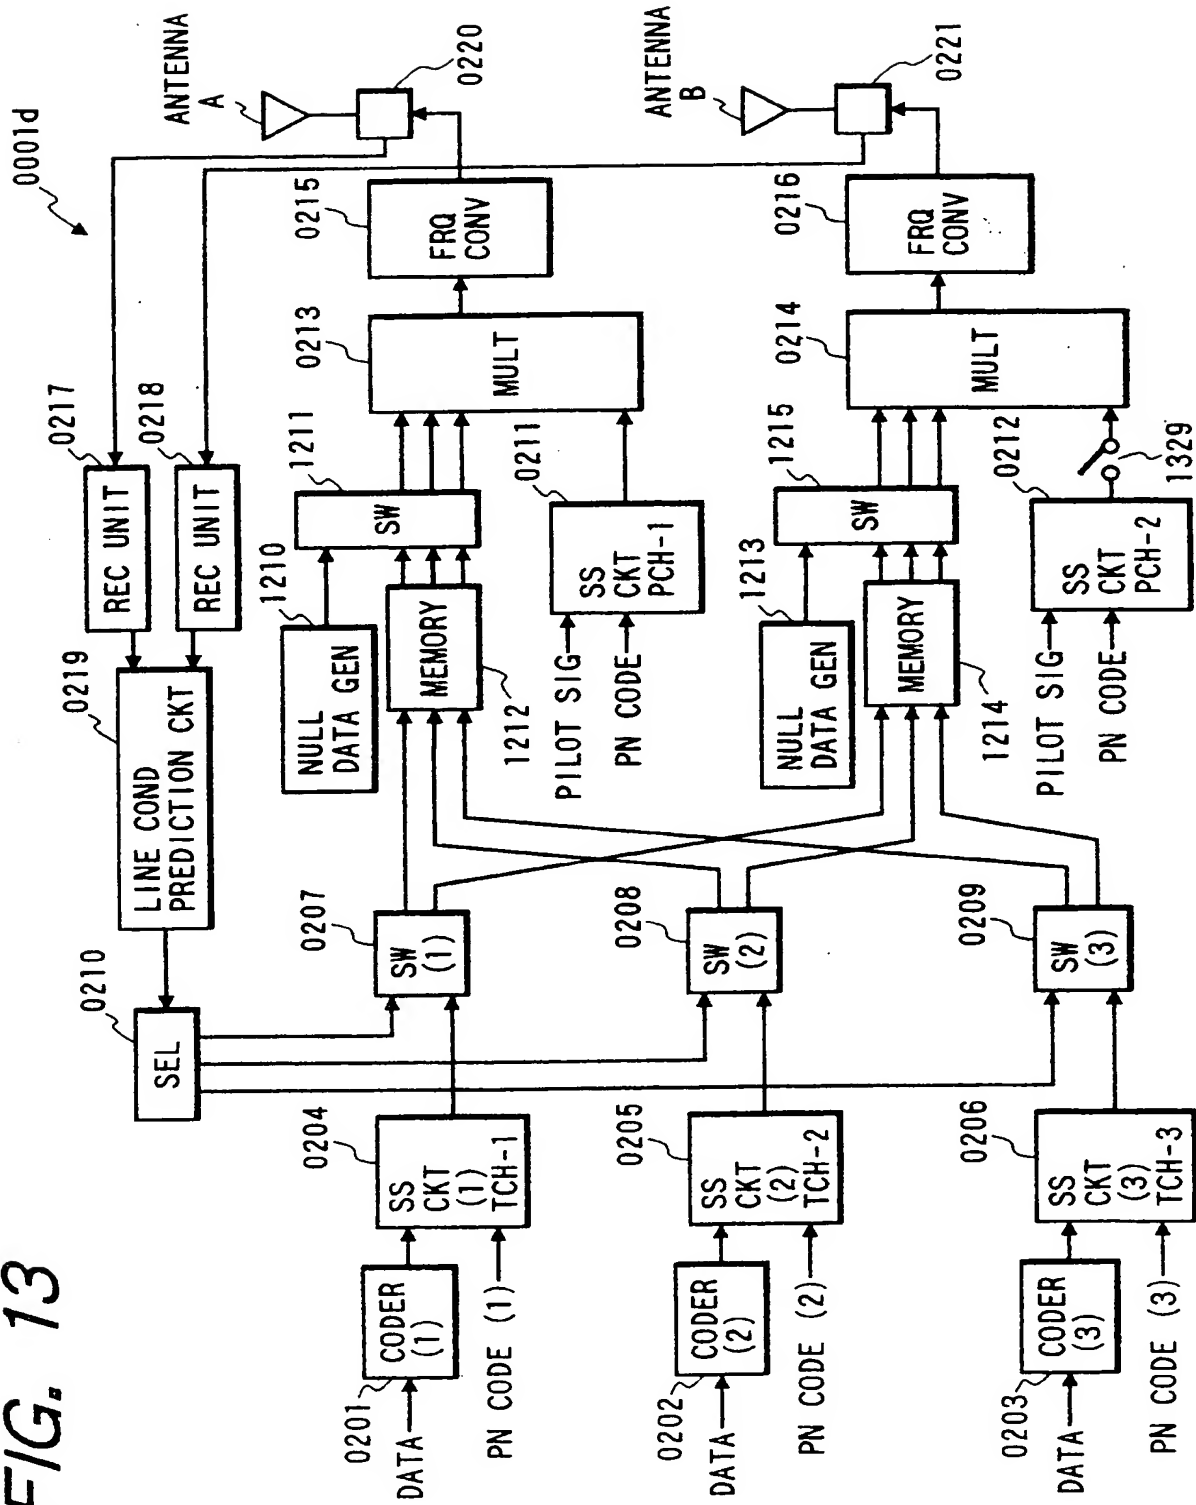 FIG. 13
0001d
ANTENNA
A
0220
ANTENNA
B
0221
0217
REC UNIT
0218
REC UNIT
0219
LINE COND
PREDICTION CKT
0210
SEL
0215
FRQ
CONV
0216
FRQ
CONV
0213
MULT
0214
MULT
1211
SW
1215
SW
1210
NULL
DATA GEN
MEMORY
1212
0211
SS
CKT
PCH-1
PILOT SIG
PN CODE
1213
NULL
DATA GEN
MEMORY
1214
0212
SS
CKT
PCH-2
1329
PILOT SIG
PN CODE
0207
SW
(1)
0208
SW
(2)
0209
SW
(3)
0204
SS
CKT
(1)
TCH-1
0205
SS
CKT
(2)
TCH-2
0206
SS
CKT
(3)
TCH-3
0201
CODER
(1)
DATA
PN CODE (1)
0202
CODER
(2)
DATA
PN CODE (2)
0203
CODER
(3)
DATA
PN CODE (3)